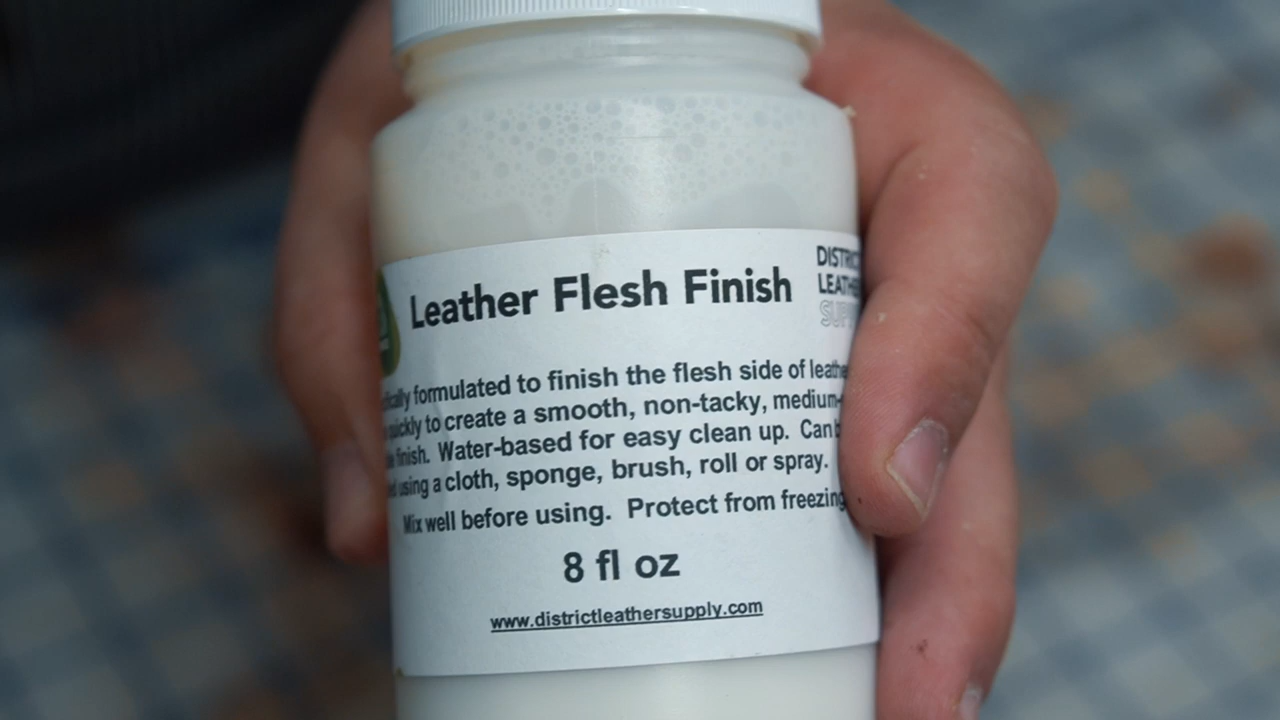 Leather Flesh Finish
DISTRIC
LEATHE
SUP
formulated to finish the flesh side of leathe
to create a smooth, non-tacky, medium-
finish. Water-based for easy clean up. Can b
using a cloth, sponge, brush, roll or spray.
Mix well before using. Protect from freezing
8 fl oz
www.districtleathersupply.com